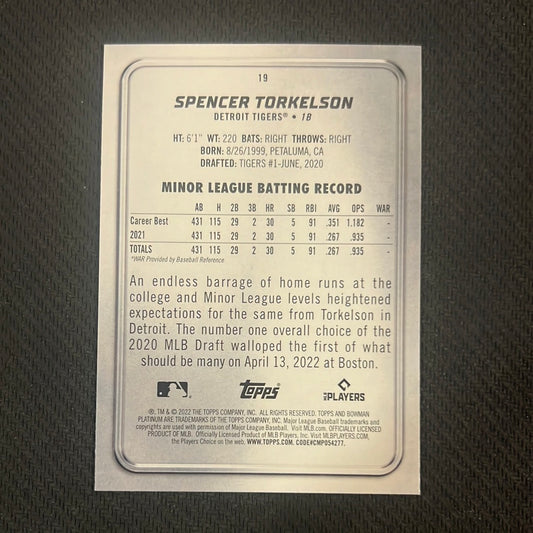 19
SPENCER TORKELSON
DETROIT TIGERS® • 1B
HT: 6'1" WT: 220 BATS: RIGHT THROWS: RIGHT
BORN: 8/26/1999, PETALUMA, CA
DRAFTED: TIGERS #1-JUNE, 2020
MINOR LEAGUE BATTING RECORD
AB H 2B 3B HR SB RBI AVG OPS WAR
Career Best 431 115 29 2 30 5 91 .351 1.182 -
2021 431 115 29 2 30 5 91 .267 .935 -
TOTALS 431 115 29 2 30 5 91 .267 .935 -
*WAR Provided by Baseball Reference
An endless barrage of home runs at the
college and Minor League levels heightened
expectations for the same from Torkelson in
Detroit. The number one overall choice of the
2020 MLB Draft walloped the first of what
should be many on April 13, 2022 at Boston.
topps
PLAYERS
®, TM & © 2022 THE TOPPS COMPANY, INC. ALL RIGHTS RESERVED. TOPPS AND BOWMAN
PLATINUM ARE TRADEMARKS OF THE TOPPS COMPANY, INC. Major League Baseball trademarks and
copyrights are used with permission of Major League Baseball. Visit MLB.com. OFFICIALLY LICENSED
PRODUCT OF MLB. Officially Licensed Product of MLB Players, Inc. Visit MLBPLAYERS.COM,
the Players Choice on the web. WWW.TOPPS.COM. CODE#CMP054277.